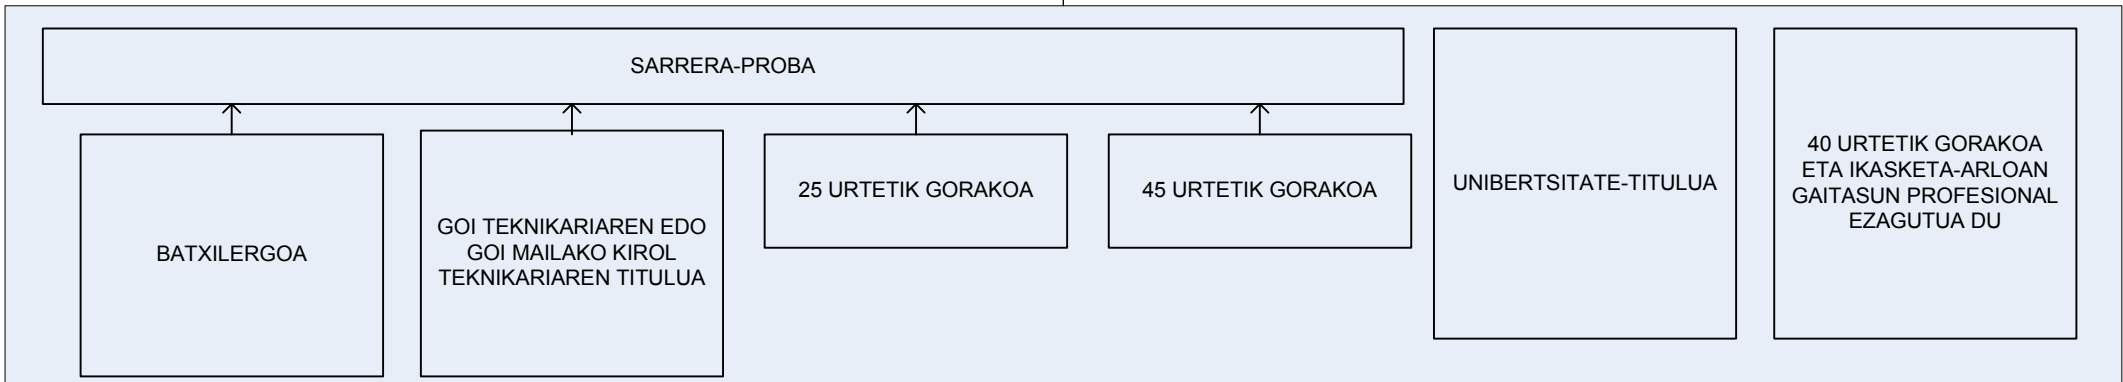 SARRERA-PROBA
BATXILERGOA
GOI TEKNIKARIAREN EDO
GOI MAILAKO KIROL
TEKNIKARIAREN TITULUA
25 URTETIK GORAKOA
45 URTETIK GORAKOA
UNIBERTSITATE-TITULUA
40 URTETIK GORAKOA
ETA IKASKETA-ARLOAN
GAITASUN PROFESIONAL
EZAGUTUA DU